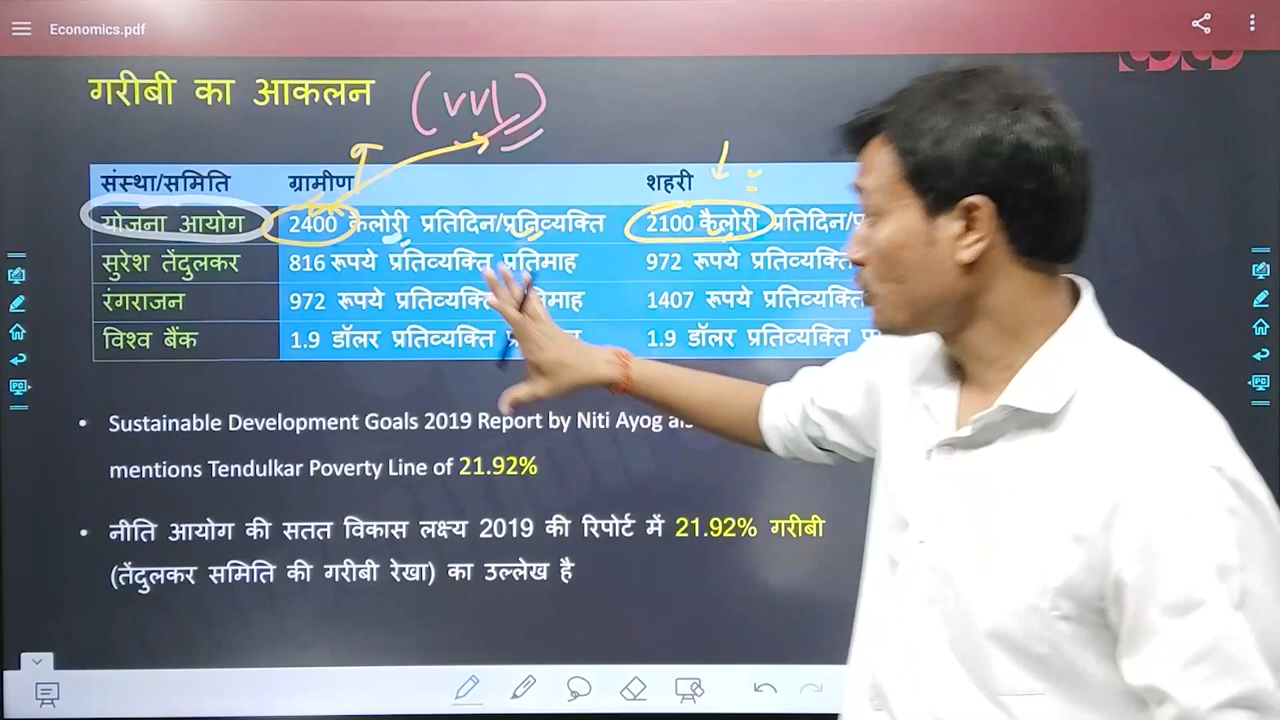 Economics.pdf
गरीबी का आकलन (VVI)
संस्था/समिति ग्रामीण शहरी
योजना आयोग 2400 कैलोरी प्रतिदिन/प्रतिव्यक्ति 2100 कैलोरी प्रतिदिन/प्र
सुरेश तेंदुलकर 816 रूपये प्रतिव्यक्ति प्रतिमाह 972 रूपये प्रतिव्यक्ति
रंगराजन 972 रूपये प्रतिव्यक्ति 1407 रूपये प्रतिव्यक्ति
विश्व बैंक 1.9 डॉलर प्रतिव्यक्ति 1.9 डॉलर प्रतिव्यक्ति
• Sustainable Development Goals 2019 Report by Niti Ayog
mentions Tendulkar Poverty Line of 21.92%
• नीति आयोग की सतत विकास लक्ष्य 2019 की रिपोर्ट में 21.92% गरीबी
(तेंदुलकर समिति की गरीबी रेखा) का उल्लेख है